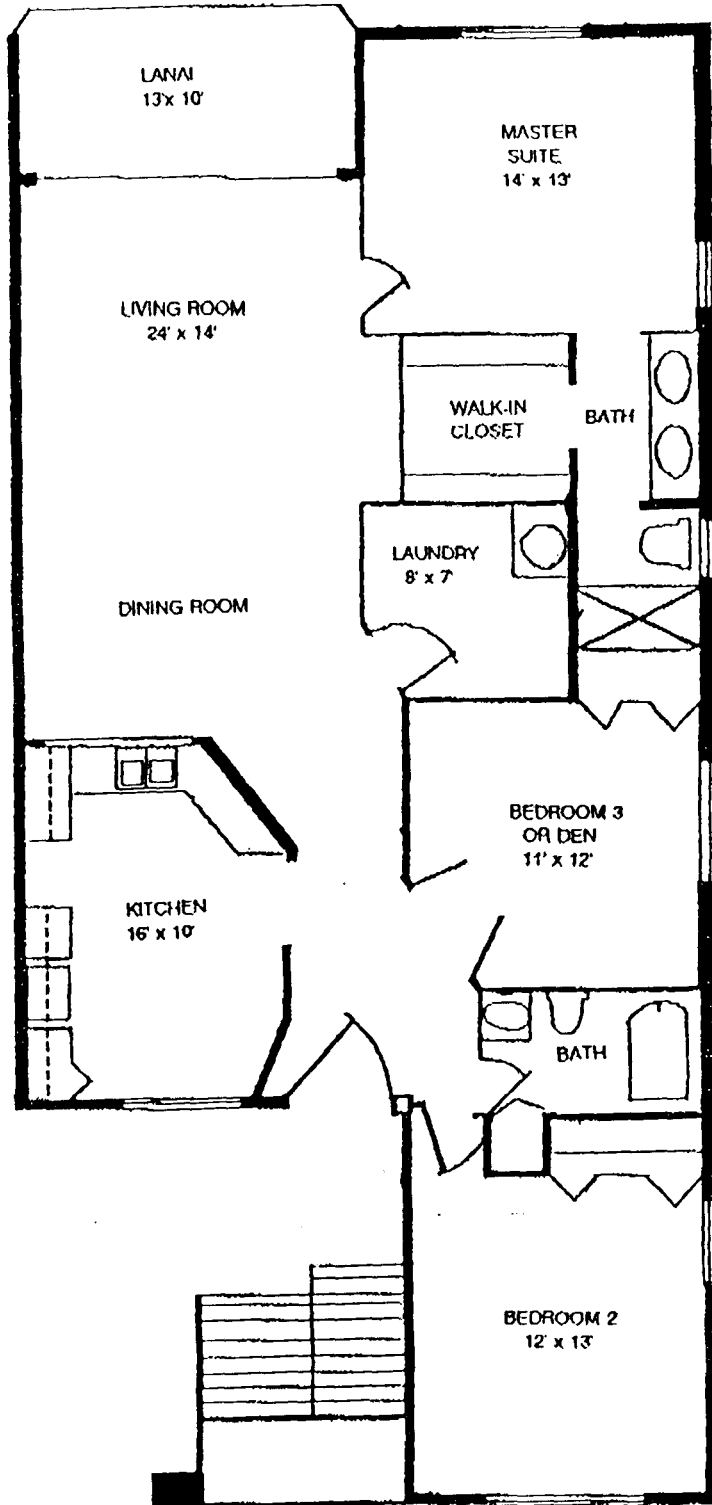 LANAI
13'x 10'
MASTER
SUITE
14' x 13'
LIVING ROOM
24' x 14'
WALK-IN
CLOSET
BATH
LAUNDRY
8' x 7'
DINING ROOM
BEDROOM 3
OR DEN
11' x 12'
KITCHEN
16' x 10'
BATH
BEDROOM 2
12' x 13'